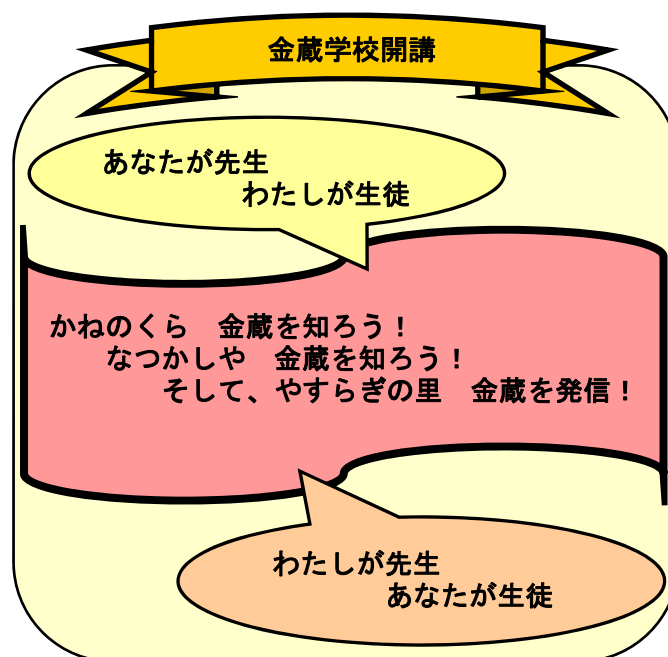 金蔵学校開講
あなたが先生
わたしが生徒
かねのくら　金蔵を知ろう！
なつかしや　金蔵を知ろう！
そして、やすらぎの里　金蔵を発信！
わたしが先生
あなたが生徒